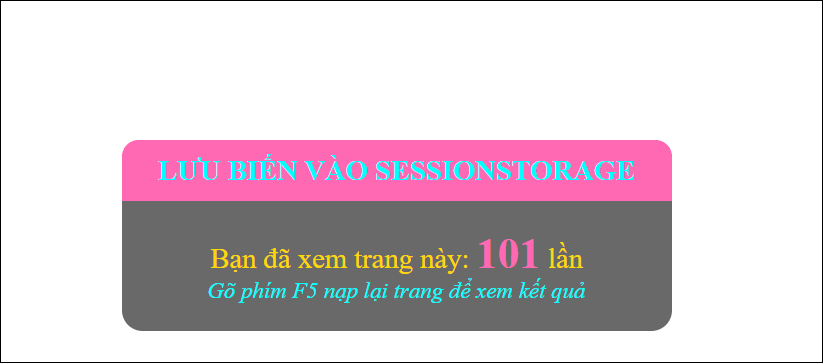 LƯU BIẾN VÀO SESSIONSTORAGE
Bạn đã xem trang này: 101 lần
Gõ phím F5 nạp lại trang để xem kết quả